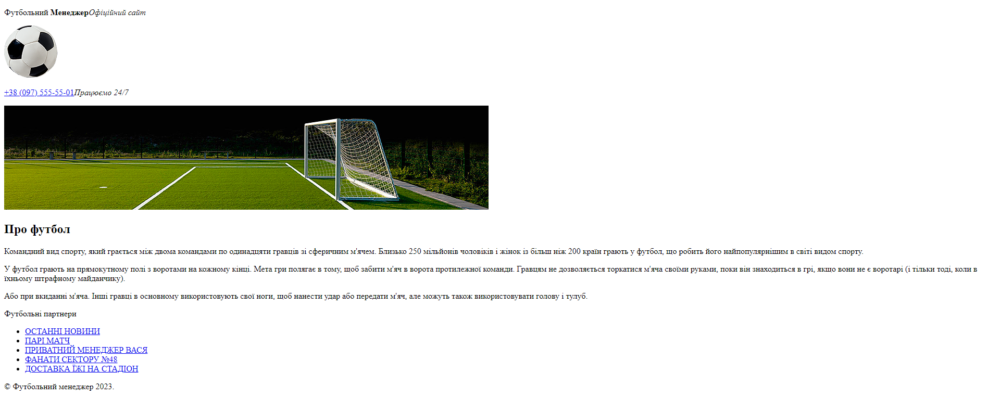 Футбольний МенеджерОфіційний сайт
+38 (097) 555-55-01Працюємо 24/7
Про футбол
Командний вид спорту, який грається між двома командами по одинадцяти гравців зі сферичним м'ячем. Близько 250 мільйонів чоловіків і жінок із більш ніж 200 країн грають у футбол, що робить його найпопулярнішим в світі видом спорту.
У футбол грають на прямокутному полі з воротами на кожному кінці. Мета гри полягає в тому, щоб забити м'яч в ворота протилежної команди. Гравцям не дозволяється торкатися м'яча своїми руками, поки він знаходиться в грі, якщо вони не є воротарі (і тільки тоді, коли в
їхньому штрафному майданчику).
Або при вкиданні м'яча. Інші гравці в основному використовують свої ноги, щоб нанести удар або передати м'яч, але можуть також використовувати голову і тулуб.
Футбольні партнери
ОСТАННІ НОВИНИ
ПАРІ МАТЧ
ПРИВАТНИЙ МЕНЕДЖЕР ВАСЯ
ФАНАТИ СЕКТОРУ №48
ДОСТАВКА ЇЖІ НА СТАДІОН
© Футбольний менеджер 2023.